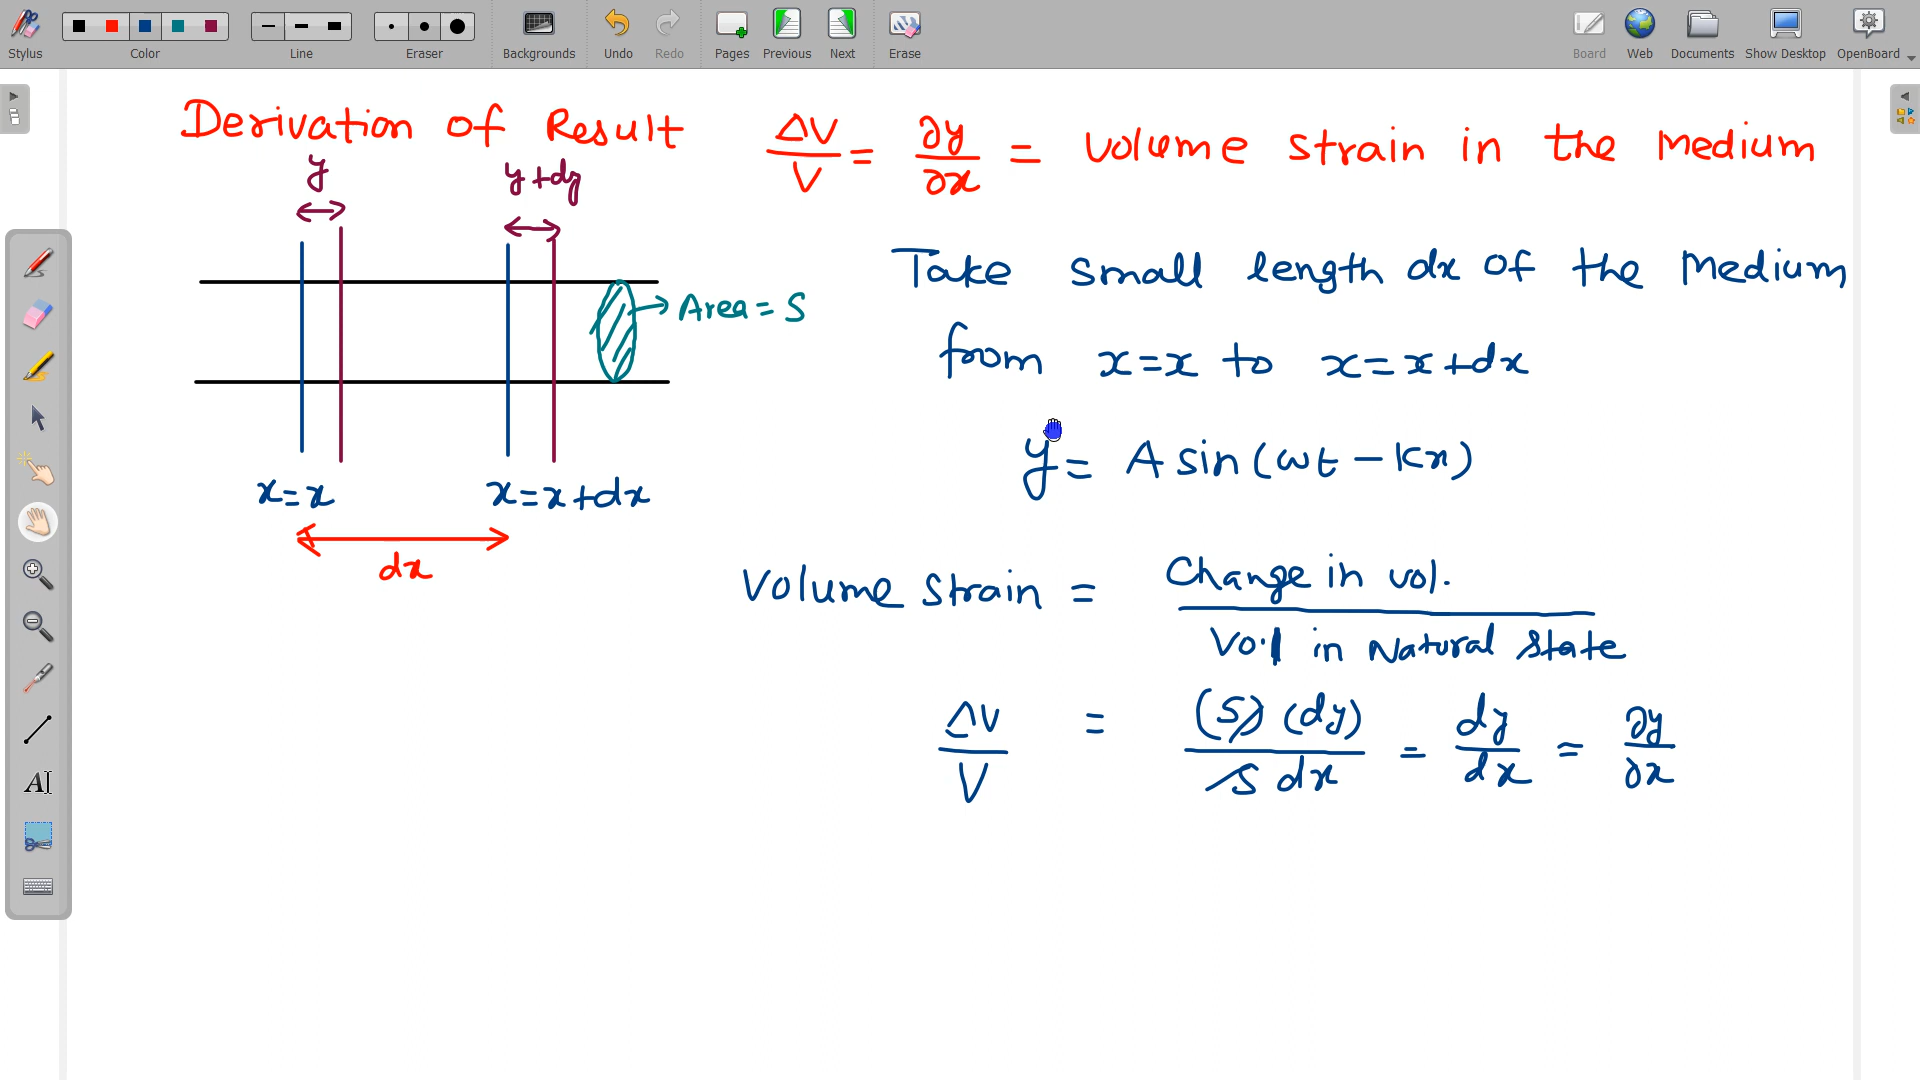 Stylus Color Line Eraser Backgrounds Undo Redo Pages Previous Next Erase Board Web Documents Show Desktop OpenBoard
Derivation of Result ΔV/V = ∂y/∂x = Volume strain in the Medium
y
y+dy
Area = S
x=x
x=x+dx
dx
Take small length dx of the Medium
from x=x to x=x+dx
y = A sin(ωt – Kx)
Volume Strain = Change in vol. / Vol in Natural State
ΔV/V = (S)(dy)/S dx = dy/dx = ∂y/∂x